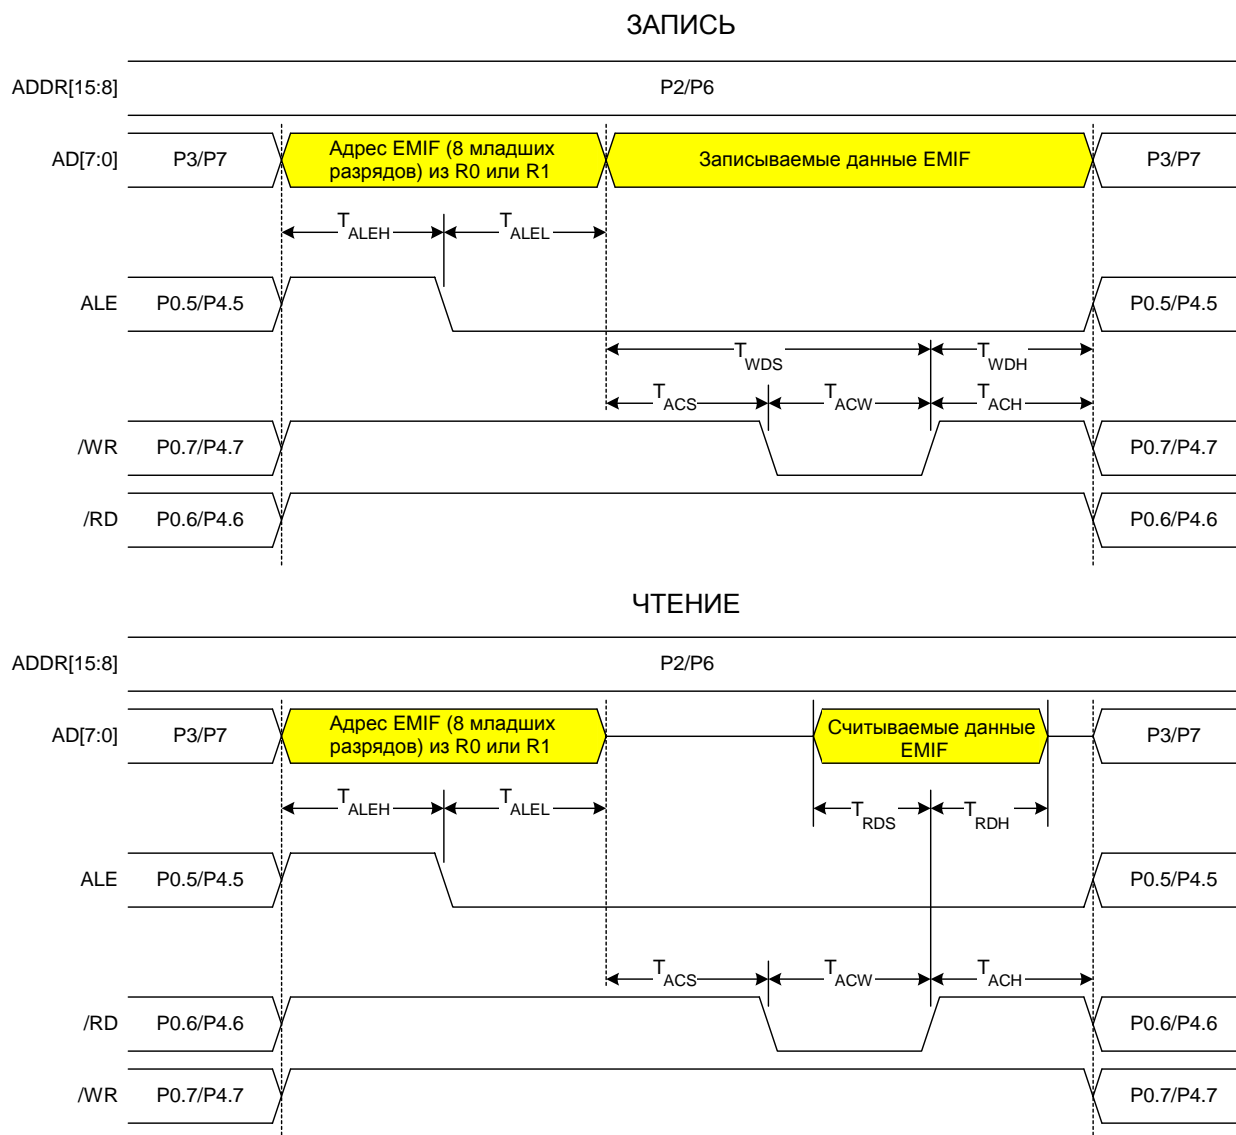 ЗАПИСЬ
ADDR[15:8] P2/P6
AD[7:0] P3/P7 Адрес EMIF (8 младших разрядов) из R0 или R1 Записываемые данные EMIF P3/P7
TALEH TALEL
ALE P0.5/P4.5 P0.5/P4.5
TWDS TWDH
TACS TACW TACH
/WR P0.7/P4.7 P0.7/P4.7
/RD P0.6/P4.6 P0.6/P4.6
ЧТЕНИЕ
ADDR[15:8] P2/P6
AD[7:0] P3/P7 Адрес EMIF (8 младших разрядов) из R0 или R1 Считываемые данные EMIF P3/P7
TALEH TALEL TRDS TRDH
ALE P0.5/P4.5 P0.5/P4.5
TACS TACW TACH
/RD P0.6/P4.6 P0.6/P4.6
/WR P0.7/P4.7 P0.7/P4.7